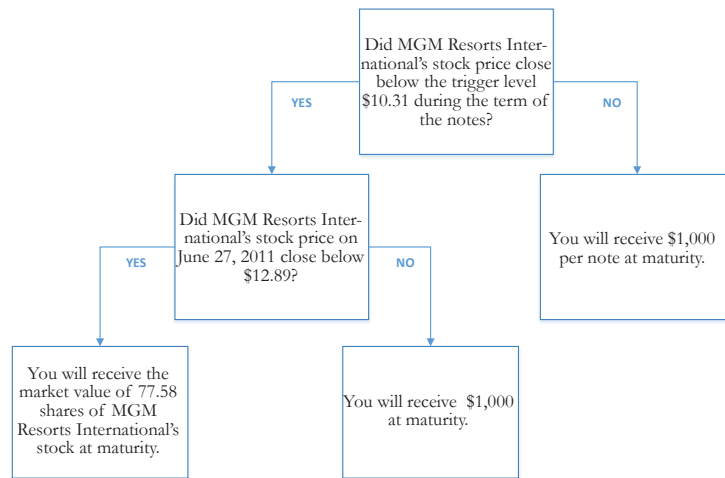 Did MGM Resorts Inter-
national’s stock price close
below the trigger level
$10.31 during the term of
the notes?
YES
NO
Did MGM Resorts Inter-
national’s stock price on
June 27, 2011 close below
$12.89?
You will receive $1,000
per note at maturity.
YES
NO
You will receive the
market value of 77.58
shares of MGM
Resorts International’s
stock at maturity.
You will receive $1,000
at maturity.